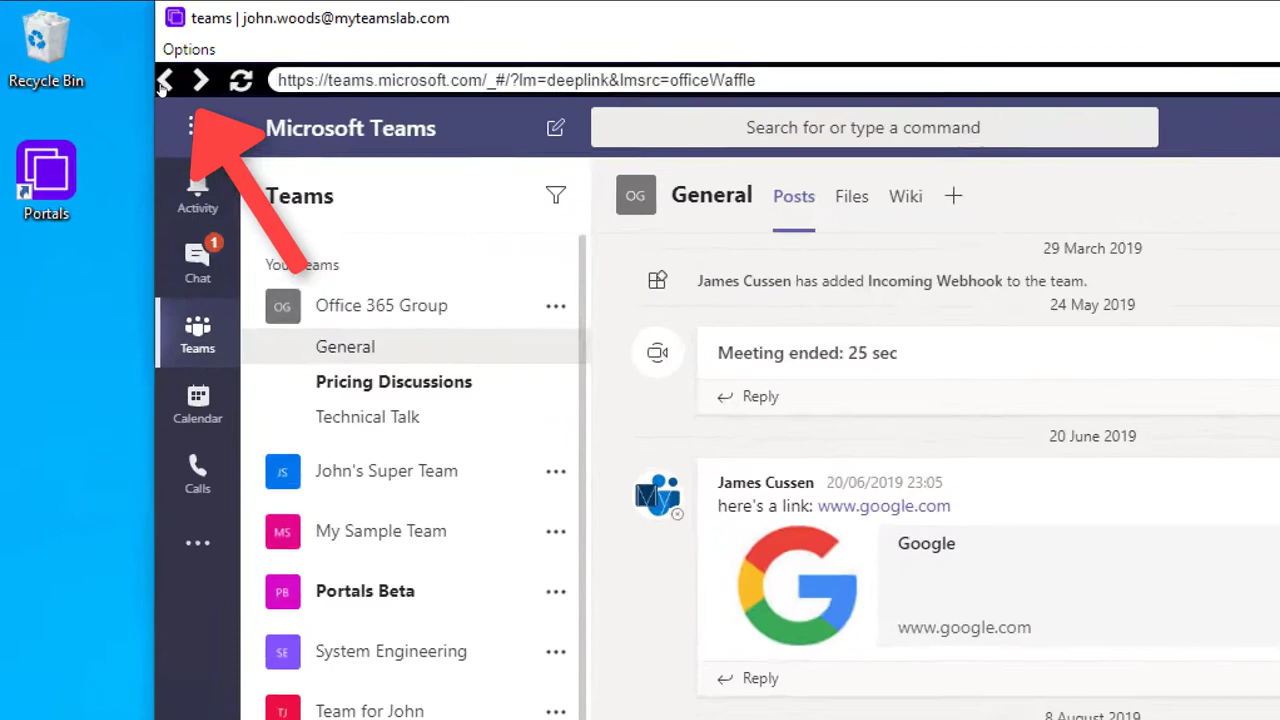 teams | john.woods@myteamslab.com
Options
Recycle Bin
https://teams.microsoft.com/_#/?lm=deeplink&lmsrc=officeWaffle
Microsoft Teams
Search for or type a command
Portals
Activity
Chat
1
Teams
Calendar
Calls
Teams
Your teams
OG Office 365 Group
General
Pricing Discussions
Technical Talk
JS John's Super Team
MS My Sample Team
PB Portals Beta
SE System Engineering
TJ Team for John
OG General Posts Files Wiki
29 March 2019
James Cussen has added Incoming Webhook to the team.
24 May 2019
Meeting ended: 25 sec
Reply
20 June 2019
My
James Cussen 20/06/2019 23:05
here's a link: www.google.com
G
Google
www.google.com
Reply
8 August 2019